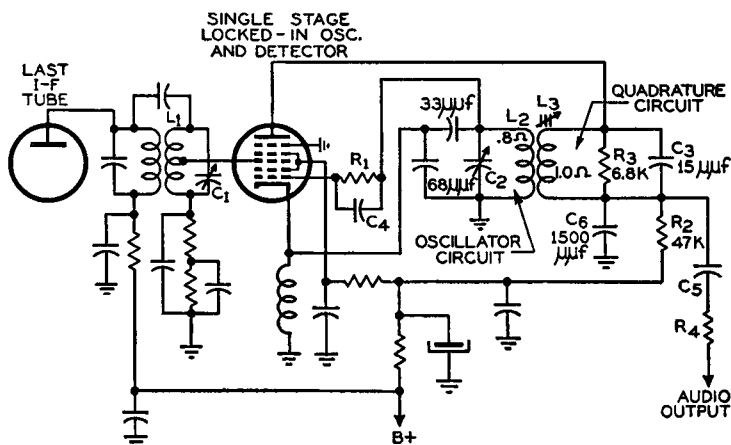 SINGLE STAGE
LOCKED-IN OSC.
AND DETECTOR
LAST
I-F
TUBE
L1
C1
R1
C4
33µµf
68µµf
C2
L2
.8Ω
L3
1.0Ω
QUADRATURE
CIRCUIT
R3
6.8K
C3
15µµf
OSCILLATOR
CIRCUIT
C6
1500
µµf
R2
47K
C5
R4
AUDIO
OUTPUT
B+